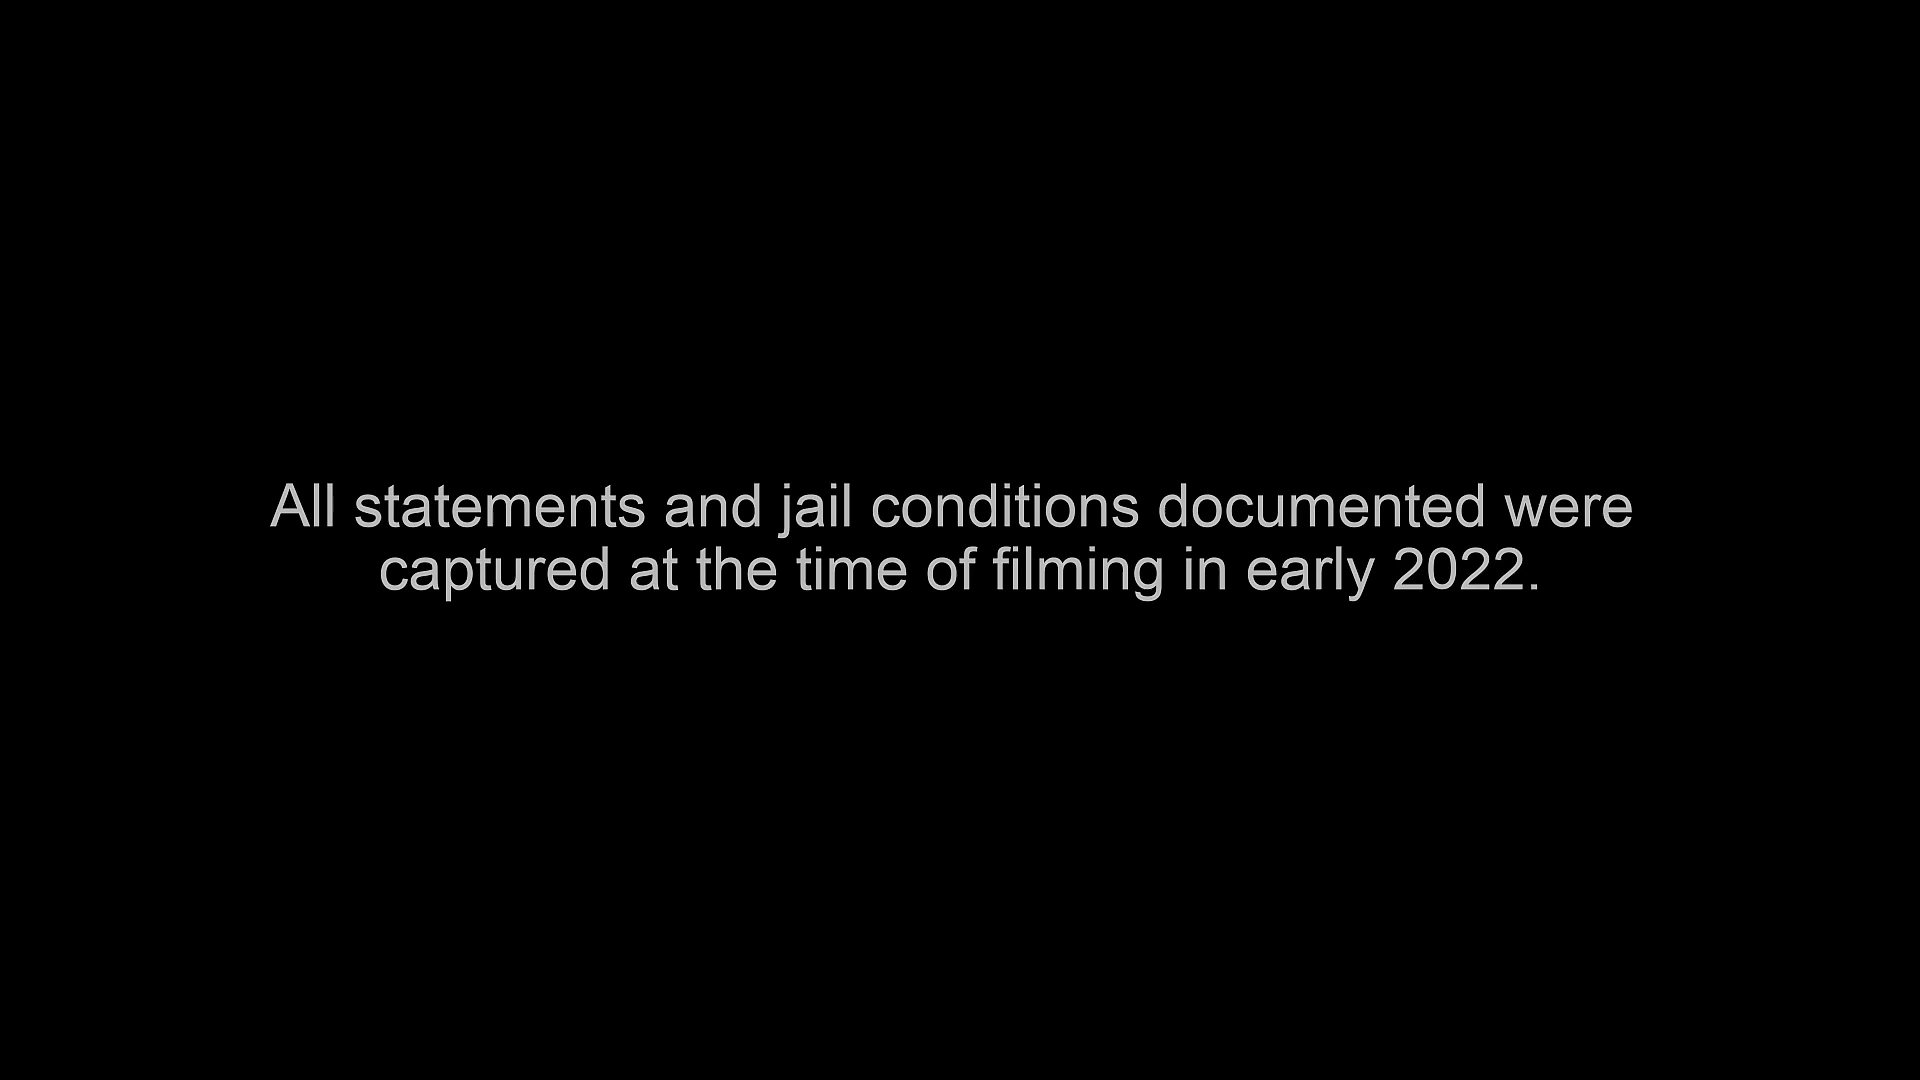 All statements and jail conditions documented were
captured at the time of filming in early 2022.